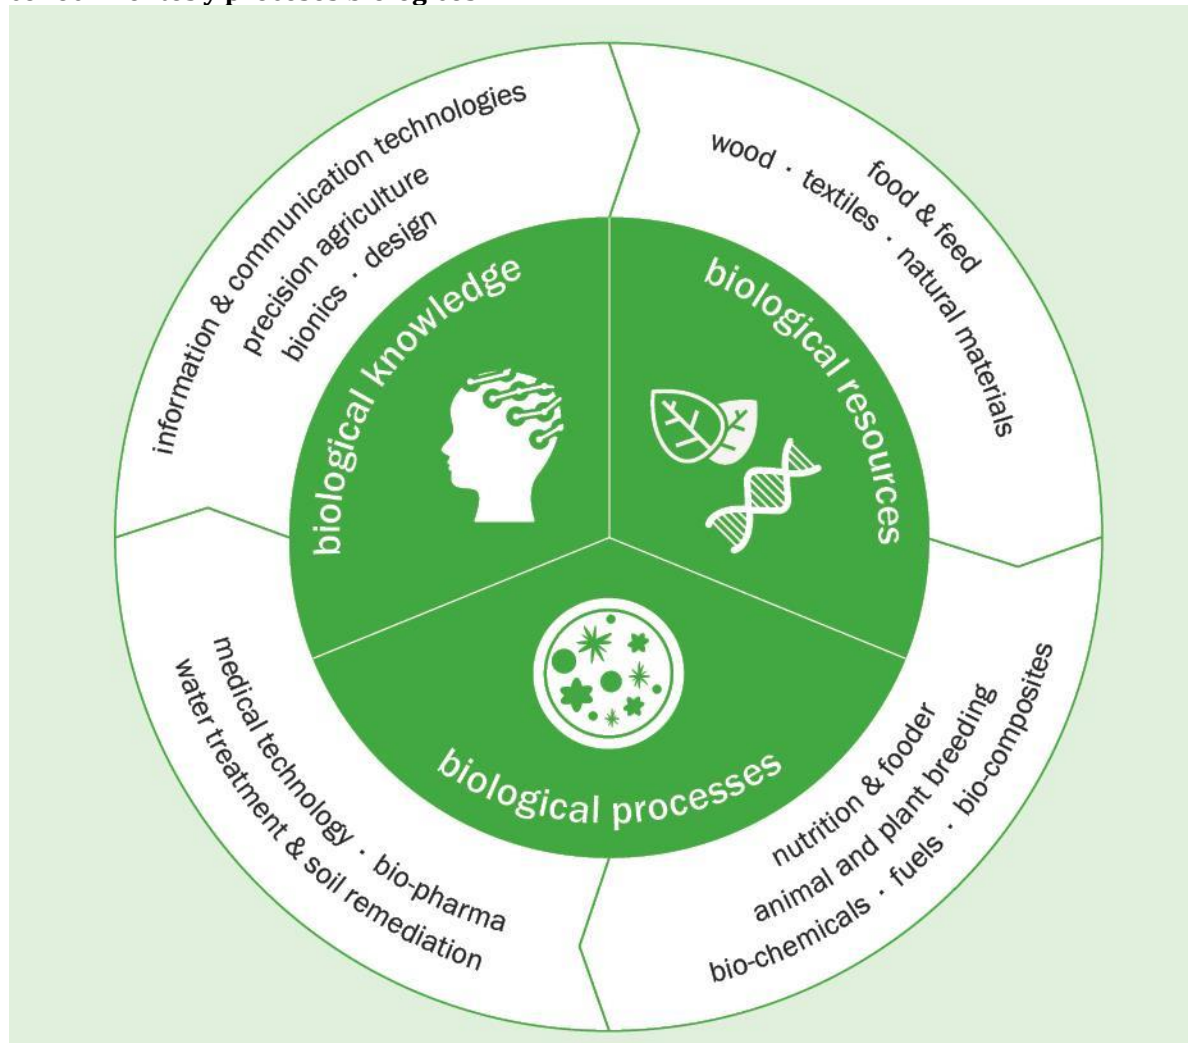 y procesos biológicos
information & communication technologies
precision agriculture
bionics · design
food & feed
wood · textiles · natural materials
biological knowledge
biological resources
biological processes
medical technology · bio-pharma
water treatment & soil remediation
nutrition & fooder
animal and plant breeding
bio-chemicals · fuels · bio-composites